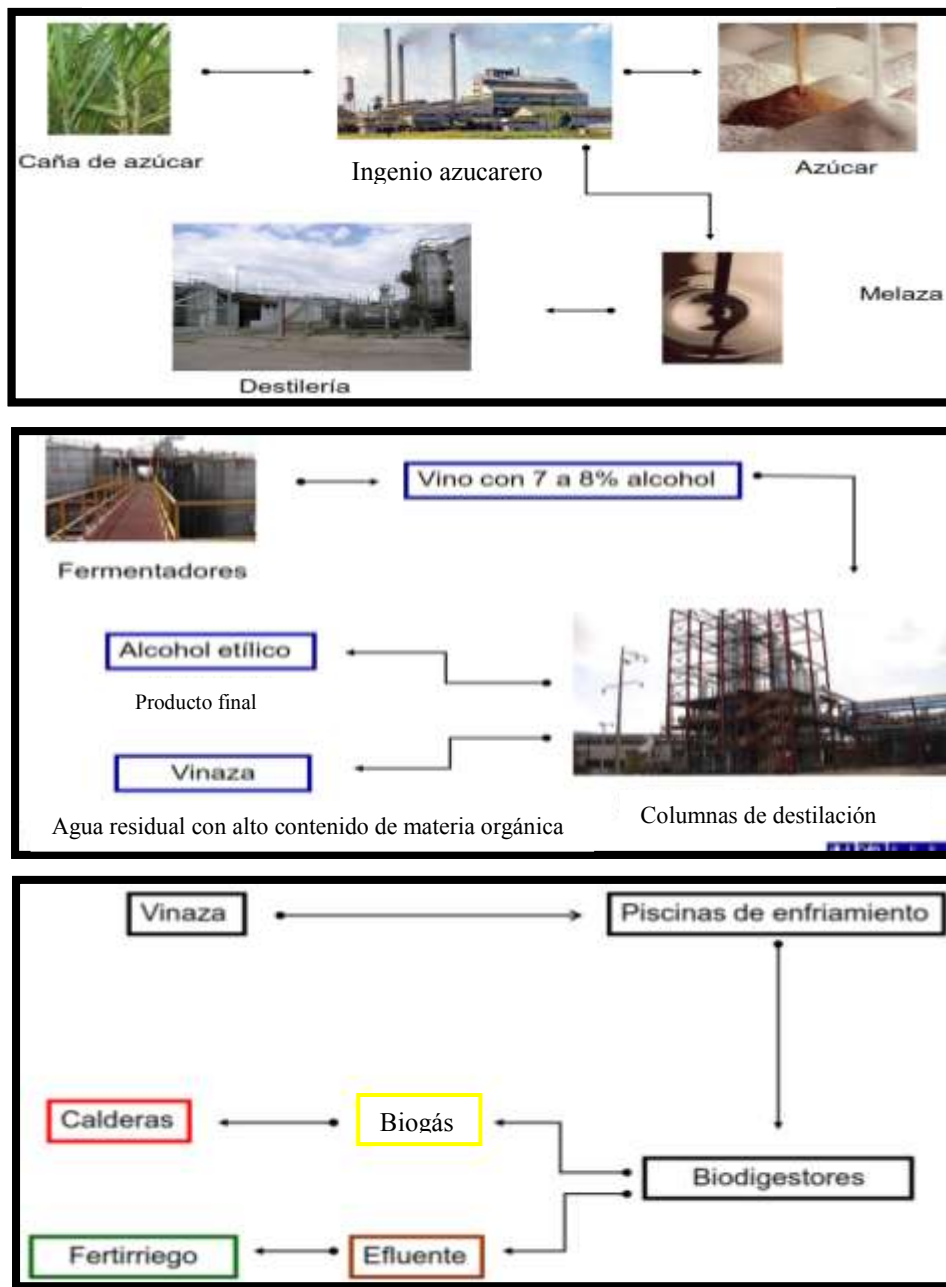 Caña de azúcar
Ingenio azucarero
Azúcar
Melaza
Destilería
Vino con 7 a 8% alcohol
Fermentadores
Alcohol etílico
Producto final
Vinaza
Agua residual con alto contenido de materia orgánica
Columnas de destilación
Vinaza
Piscinas de enfriamiento
Calderas
Biogás
Biodigestores
Fertirriego
Efluente